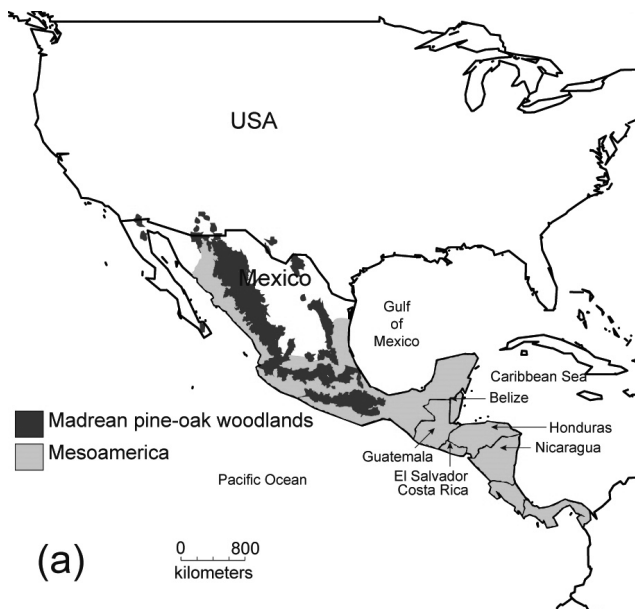 USA
Mexico
Gulf
of
Mexico
Caribbean Sea
Belize
Madrean pine-oak woodlands
Honduras
Mesoamerica
Nicaragua
Guatemala
El Salvador
Pacific Ocean
Costa Rica
(a)
0 800
kilometers